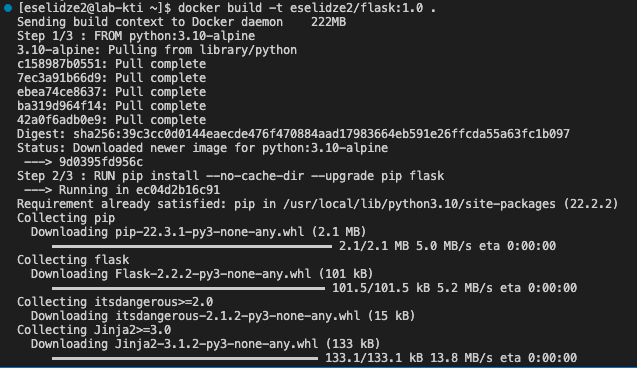 [eselidze2@lab-kti ~]$ docker build -t eselidze2/flask:1.0 .
Sending build context to Docker daemon    222MB
Step 1/3 : FROM python:3.10-alpine
3.10-alpine: Pulling from library/python
c158987b0551: Pull complete
7ec3a91b66d9: Pull complete
ebea74ce8637: Pull complete
ba319d964f14: Pull complete
42a0f6adb0e9: Pull complete
Digest: sha256:39c3cc0d0144eaecde476f470884aad17983664eb591e26ffcda55a63fc1b097
Status: Downloaded newer image for python:3.10-alpine
 ---> 9d0395fd956c
Step 2/3 : RUN pip install --no-cache-dir --upgrade pip flask
 ---> Running in ec04d2b16c91
Requirement already satisfied: pip in /usr/local/lib/python3.10/site-packages (22.2.2)
Collecting pip
  Downloading pip-22.3.1-py3-none-any.whl (2.1 MB)
2.1/2.1 MB 5.0 MB/s eta 0:00:00
Collecting flask
  Downloading Flask-2.2.2-py3-none-any.whl (101 kB)
101.5/101.5 kB 5.2 MB/s eta 0:00:00
Collecting itsdangerous>=2.0
  Downloading itsdangerous-2.1.2-py3-none-any.whl (15 kB)
Collecting Jinja2>=3.0
  Downloading Jinja2-3.1.2-py3-none-any.whl (133 kB)
133.1/133.1 kB 13.8 MB/s eta 0:00:00